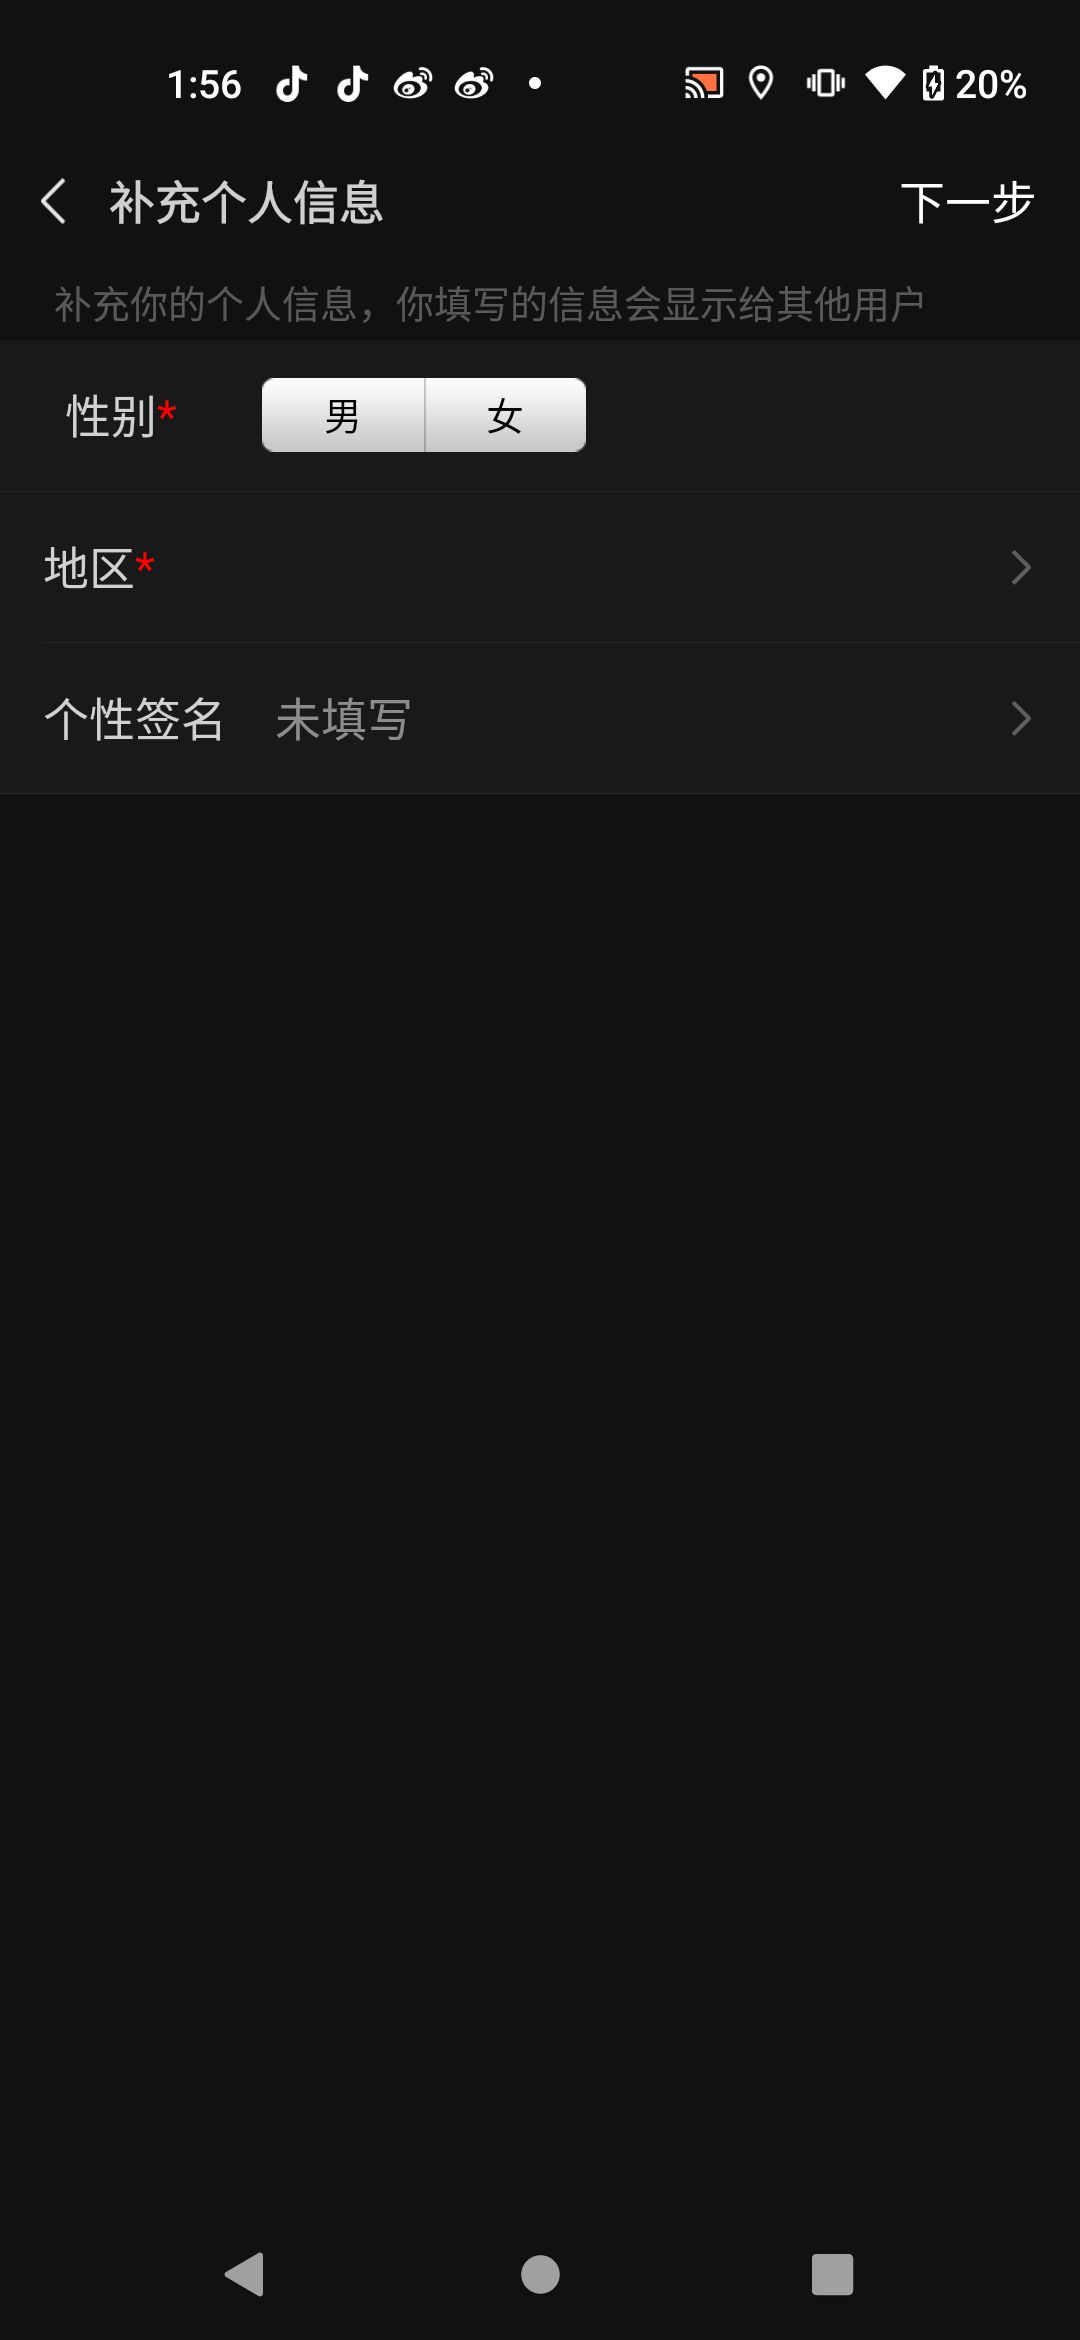 1:56
20%
补充个人信息
下一步
补充你的个人信息，你填写的信息会显示给其他用户
性别* 男 女
地区*
个性签名 未填写